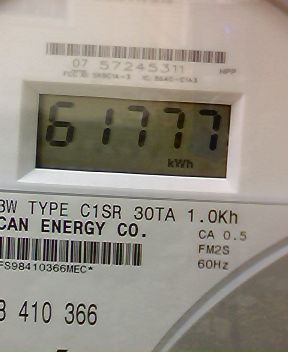 07 57245311 HPP
61777
kWh
3W TYPE C1SR 30TA 1.0Kh
CAN ENERGY CO.
CA 0.5
FM2S
60Hz
FS98410366MEC*
410 366